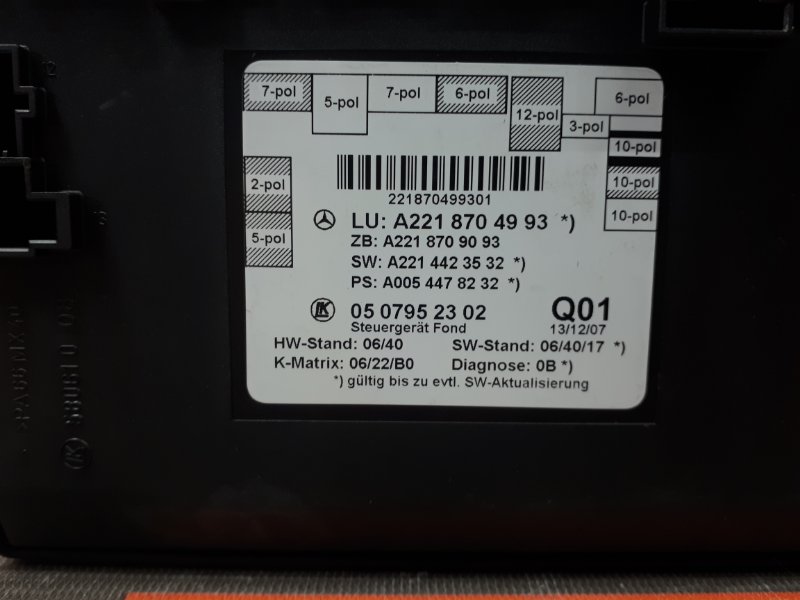 7-pol
5-pol
7-pol
6-pol
12-pol
3-pol
6-pol
10-pol
10-pol
10-pol
2-pol
5-pol
221870499301
LU: A221 870 49 93 *)
ZB: A221 870 90 93
SW: A221 442 35 32 *)
PS: A005 447 82 32 *)
05 0795 23 02
Q01
Steuergerät Fond
13/12/07
HW-Stand: 06/40
SW-Stand: 06/40/17 *)
K-Matrix: 06/22/B0
Diagnose: 0B *)
*) gültig bis zu evtl. SW-Aktualisierung
12